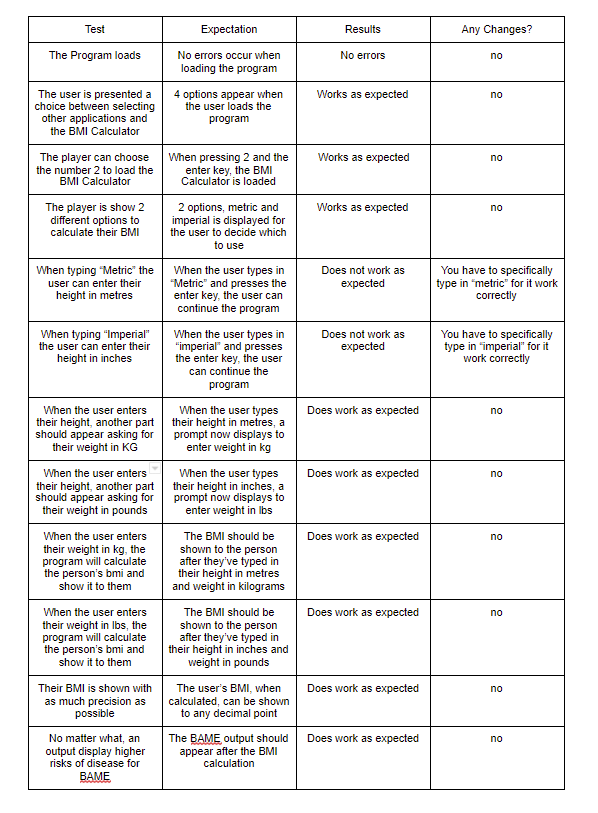 Test
Expectation
Results
Any Changes?
The Program loads
No errors occur when
loading the program
No errors
no
The user is presented a
choice between selecting
other applications and
the BMI Calculator
4 options appear when
the user loads the
program
Works as expected
no
The player can choose
the number 2 to load the
BMI Calculator
When pressing 2 and the
enter key, the BMI
Calculator is loaded
Works as expected
no
The player is show 2
different options to
calculate their BMI
2 options, metric and
imperial is displayed for
the user to decide which
to use
Works as expected
no
When typing “Metric” the
user can enter their
height in metres
When the user types in
“Metric” and presses the
enter key, the user can
continue the program
Does not work as
expected
You have to specifically
type in “metric” for it work
correctly
When typing “Imperial”
the user can enter their
height in inches
When the user types in
“imperial” and presses
the enter key, the user
can continue the
program
Does not work as
expected
You have to specifically
type in “imperial” for it
work correctly
When the user enters
their height, another part
should appear asking for
their weight in KG
When the user types
their height in metres, a
prompt now displays to
enter weight in kg
Does work as expected
no
When the user enters
their height, another part
should appear asking for
their weight in pounds
When the user types
their height in inches, a
prompt now displays to
enter weight in lbs
Does work as expected
no
When the user enters
their weight in kg, the
program will calculate
the person’s bmi and
show it to them
The BMI should be
shown to the person
after they’ve typed in
their height in metres
and weight in kilograms
Does work as expected
no
When the user enters
their weight in lbs, the
program will calculate
the person’s bmi and
show it to them
The BMI should be
shown to the person
after they’ve typed in
their height in inches and
weight in pounds
Does work as expected
no
Their BMI is shown with
as much precision as
possible
The user’s BMI, when
calculated, can be shown
to any decimal point
Does work as expected
no
No matter what, an
output display higher
risks of disease for
BAME
The BAME output should
appear after the BMI
calculation
Does work as expected
no